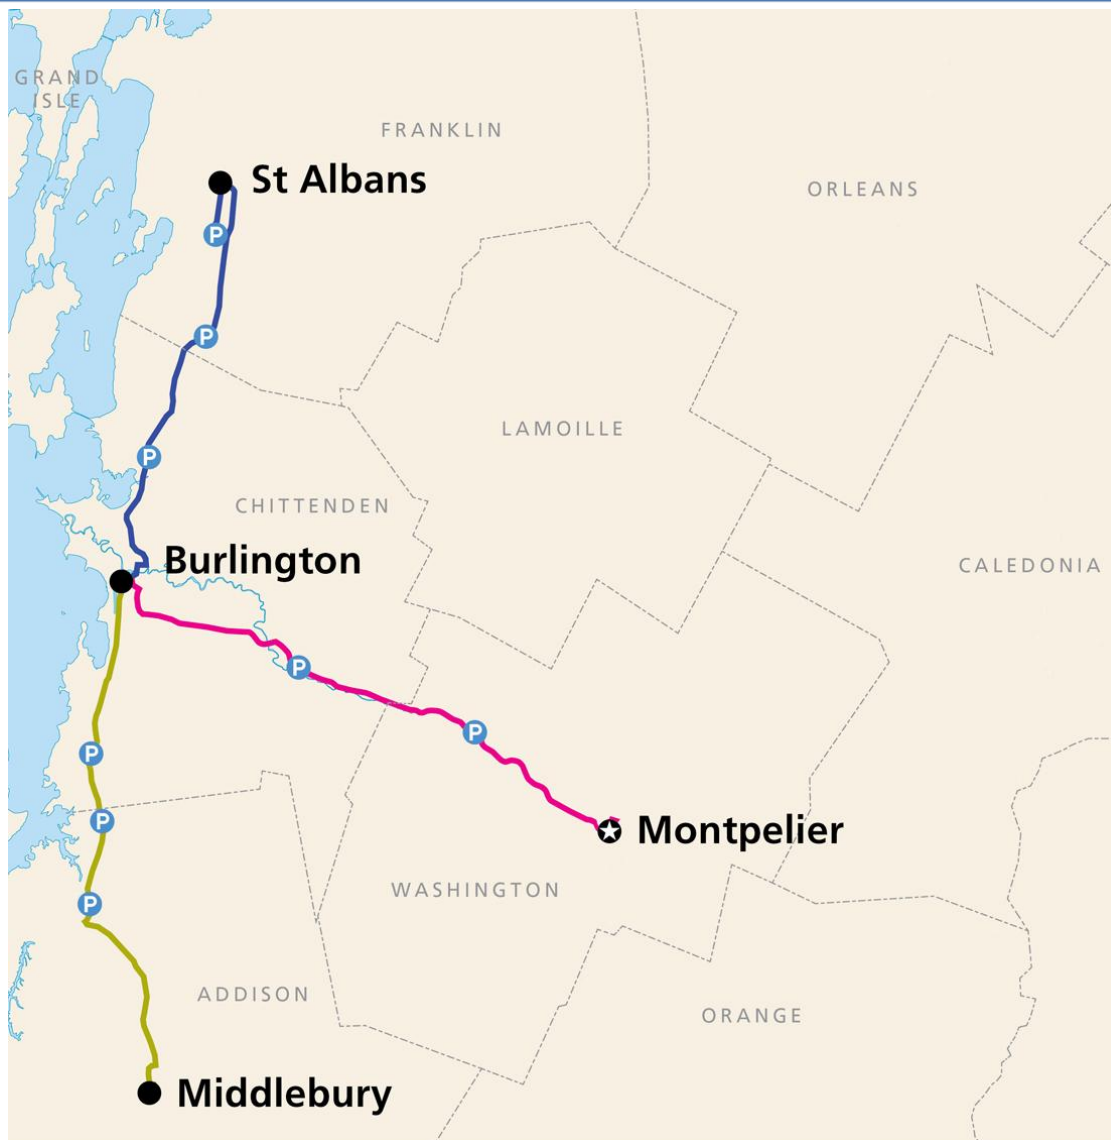 GRAND
ISLE
FRANKLIN
St Albans
ORLEANS
P
P
LAMOILLE
P
CHITTENDEN
Burlington
CALEDONIA
P
P
P
P
Montpelier
WASHINGTON
P
ADDISON
ORANGE
Middlebury